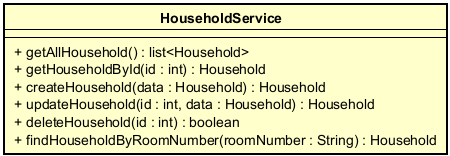 HouseholdService
+ getAllHousehold() : list<Household>
+ getHouseholdById(id : int) : Household
+ createHousehold(data : Household) : Household
+ updateHousehold(id : int, data : Household) : Household
+ deleteHousehold(id : int) : boolean
+ findHouseholdByRoomNumber(roomNumber : String) : Household